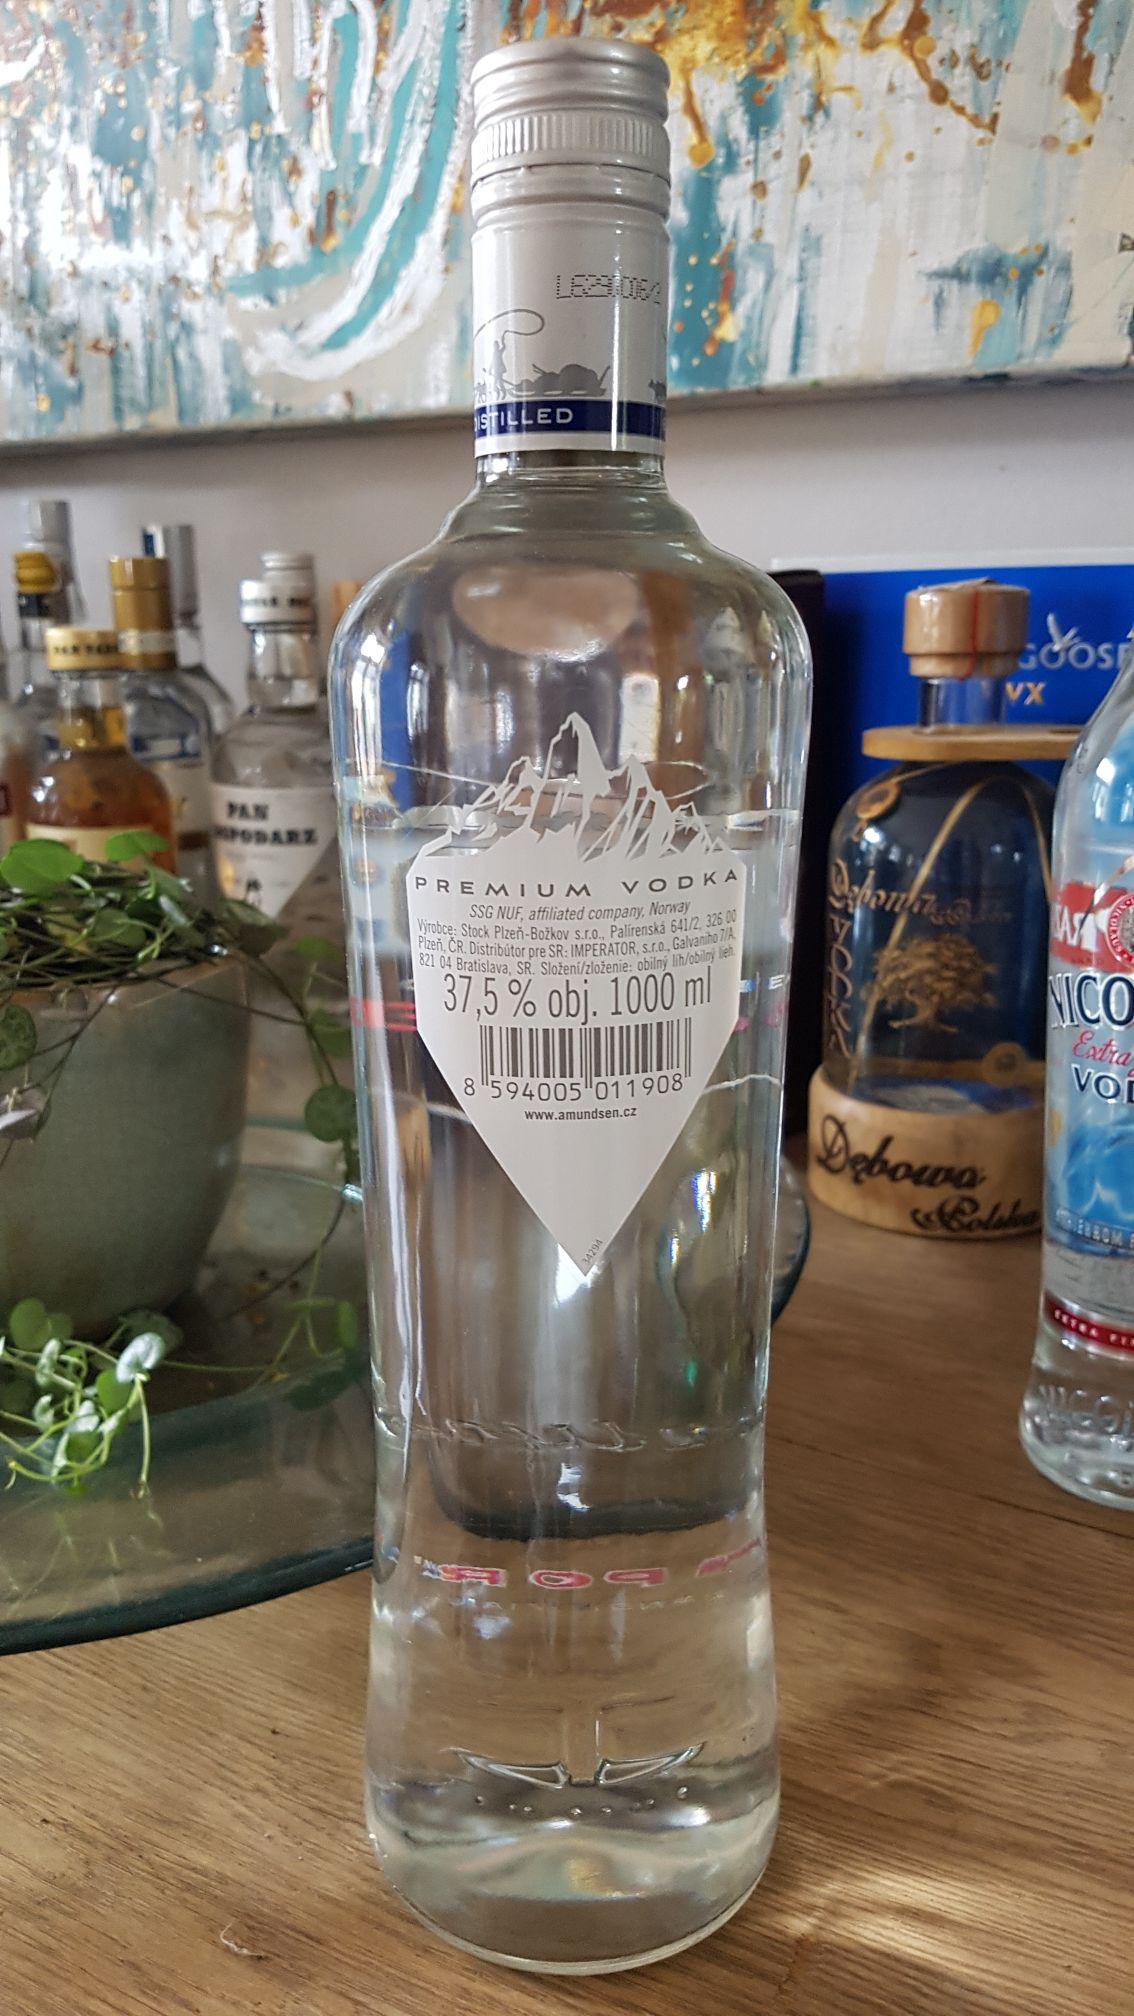 DISTILLED
PREMIUM VODKA
SSG NUF, affiliated company, Norway
Výrobce: Stock Plzeň-Božkov s.r.o., Palírenská 641/2, 326 00
Plzeň, ČR. Distribútor pre SR: IMPERATOR, s.r.o., Galvaniho 7/A,
821 04 Bratislava, SR. Složení/zloženie: obilný líh/obilný lieh.
37,5 % obj. 1000 ml
8 594005 011908
www.amundsen.cz
34294
PAN
GOOSE
VX
Dębowa
Polska
NICO
Extra
VOD